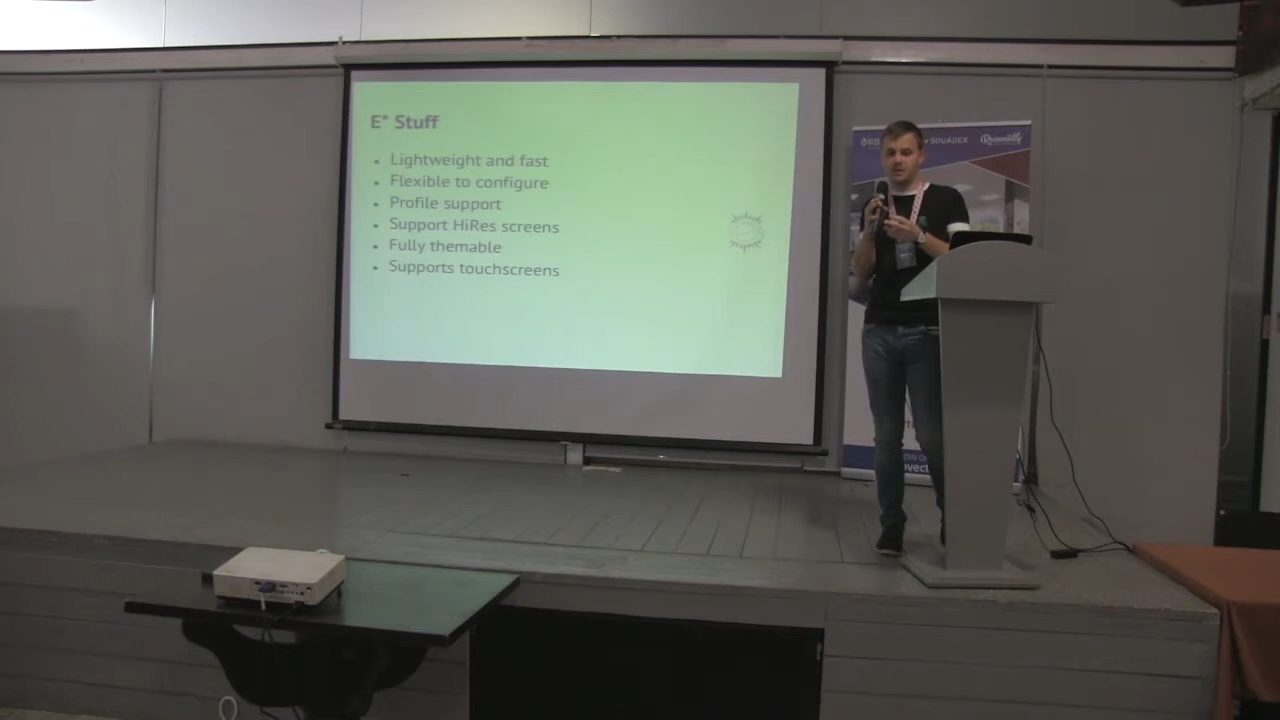 E* Stuff
• Lightweight and fast
• Flexible to configure
• Profile support
• Support HiRes screens
• Fully themable
• Supports touchscreens
SQUADEX